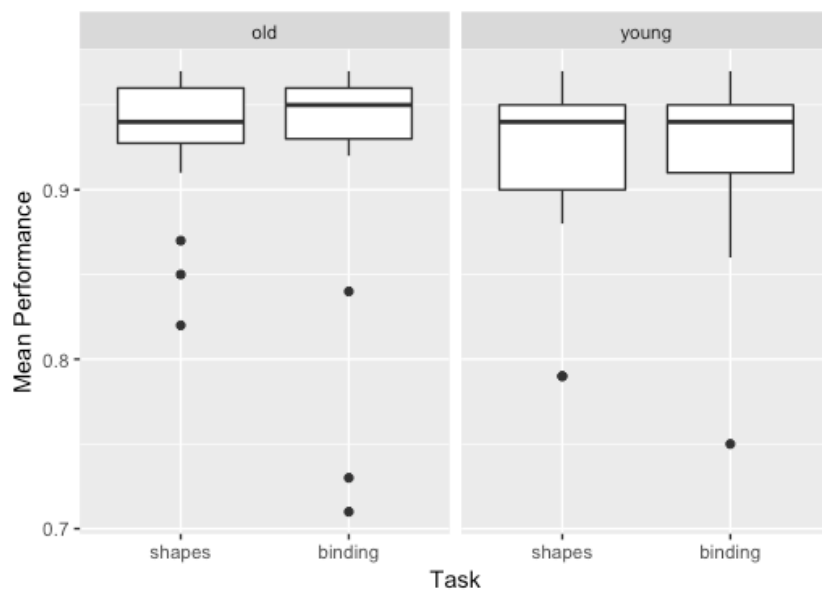 old
young
Mean Performance
0.9
0.8
0.7
shapes
binding
shapes
binding
Task